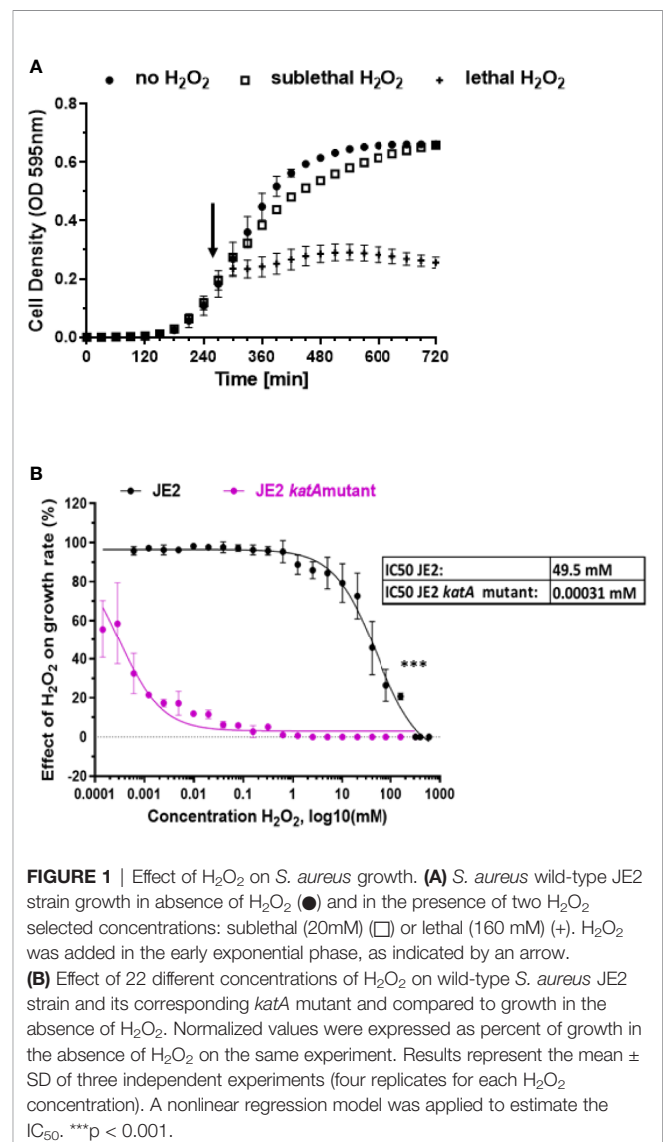 A
● no H₂O₂ □ sublethal H₂O₂ + lethal H₂O₂
0.8
0.6
0.4
0.2
0.0
Cell Density (OD 595nm)
0 120 240 360 480 600 720
Time [min]
B
JE2 JE2 katAmutant
120
100
80
60
40
20
0
-20
Effect of H₂O₂ on growth rate (%)
IC50 JE2: 49.5 mM
IC50 JE2 katA mutant: 0.00031 mM
***
0.0001 0.001 0.01 0.1 1 10 100 1000
Concentration H₂O₂, log10(mM)
FIGURE 1 | Effect of H₂O₂ on S. aureus growth. (A) S. aureus wild-type JE2
strain growth in absence of H₂O₂ (●) and in the presence of two H₂O₂
selected concentrations: sublethal (20mM) (□) or lethal (160 mM) (+). H₂O₂
was added in the early exponential phase, as indicated by an arrow.
(B) Effect of 22 different concentrations of H₂O₂ on wild-type S. aureus JE2
strain and its corresponding katA mutant and compared to growth in the
absence of H₂O₂. Normalized values were expressed as percent of growth in
the absence of H₂O₂ on the same experiment. Results represent the mean ±
SD of three independent experiments (four replicates for each H₂O₂
concentration). A nonlinear regression model was applied to estimate the
IC₅₀. ***p < 0.001.